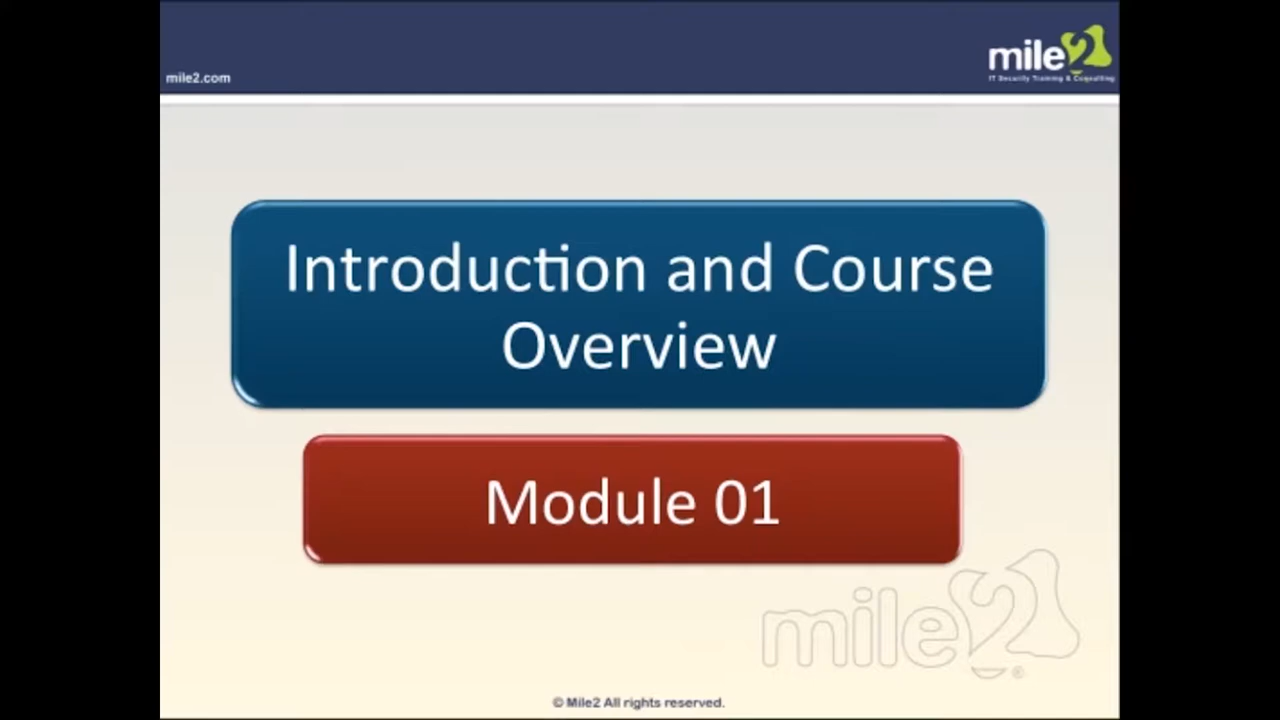 mile2.com
mile2
IT Security Training & Consulting
Introduction and Course
Overview
Module 01
mile2®
© Mile2 All rights reserved.